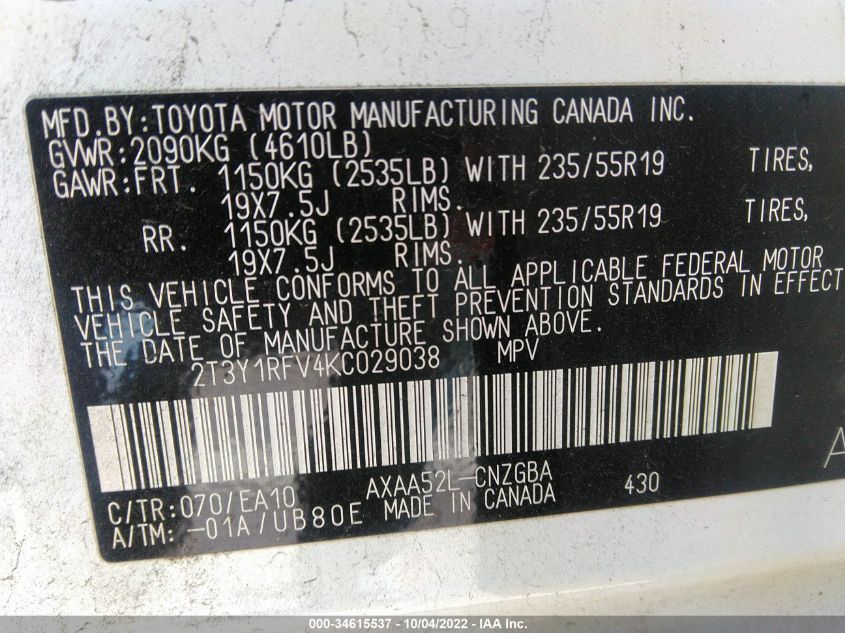 MFD.BY:TOYOTA MOTOR MANUFACTURING CANADA INC.
GVWR:2090KG (4610LB)
GAWR:FRT. 1150KG (2535LB) WITH 235/55R19 TIRES,
19X7.5J RIMS.
RR. 1150KG (2535LB) WITH 235/55R19 TIRES,
19X7.5J RIMS.
THIS VEHICLE CONFORMS TO ALL APPLICABLE FEDERAL MOTOR
VEHICLE SAFETY AND THEFT PREVENTION STANDARDS IN EFFECT
THE DATE OF MANUFACTURE SHOWN ABOVE.
2T3Y1RFV4KC029038 MPV
C/TR:070/EA10 AXAA52L-CNZGBA 430
A/TM:-01A/UB80E MADE IN CANADA
000-34615537 - 10/04/2022 - IAA Inc.